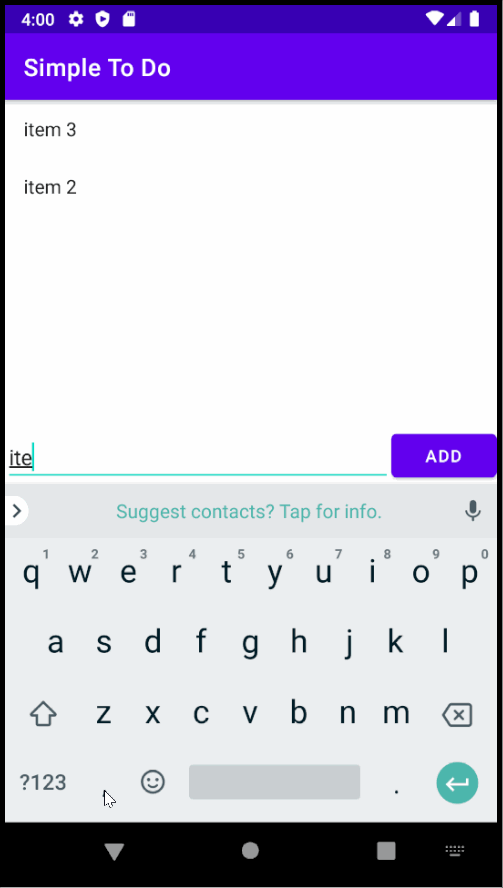 4:00
Simple To Do
item 3
item 2
ite
ADD
Suggest contacts? Tap for info.
1 2 3 4 5 6 7 8 9 0
q w e r t y u i o p
a s d f g h j k l
z x c v b n m
?123 .